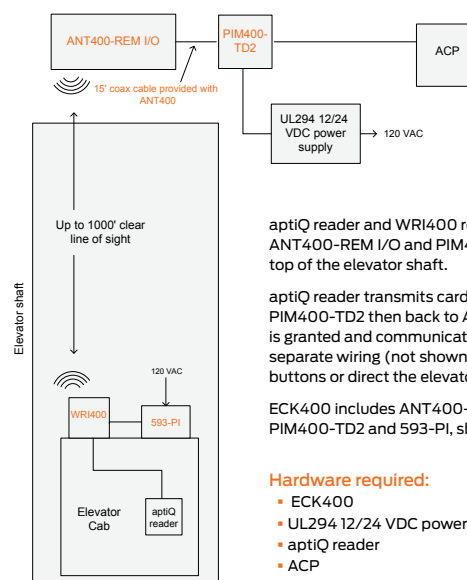 ANT400-REM I/O
PIM400-
TD2
ACP
15' coax cable provided with
ANT400
UL294 12/24
VDC power
supply
120 VAC
Up to 1000' clear
line of sight
Elevator shaft
120 VAC
WRI400
593-PI
Elevator
Cab
aptiQ
reader
aptiQ reader and WRI400 r
ANT400-REM I/O and PIM4
top of the elevator shaft.
aptiQ reader transmits card
PIM400-TD2 then back to A
is granted and communicat
separate wiring (not shown
buttons or direct the elevato
ECK400 includes ANT400-
PIM400-TD2 and 593-PI, sh
Hardware required:
▪ ECK400
▪ UL294 12/24 VDC power
▪ aptiQ reader
▪ ACP